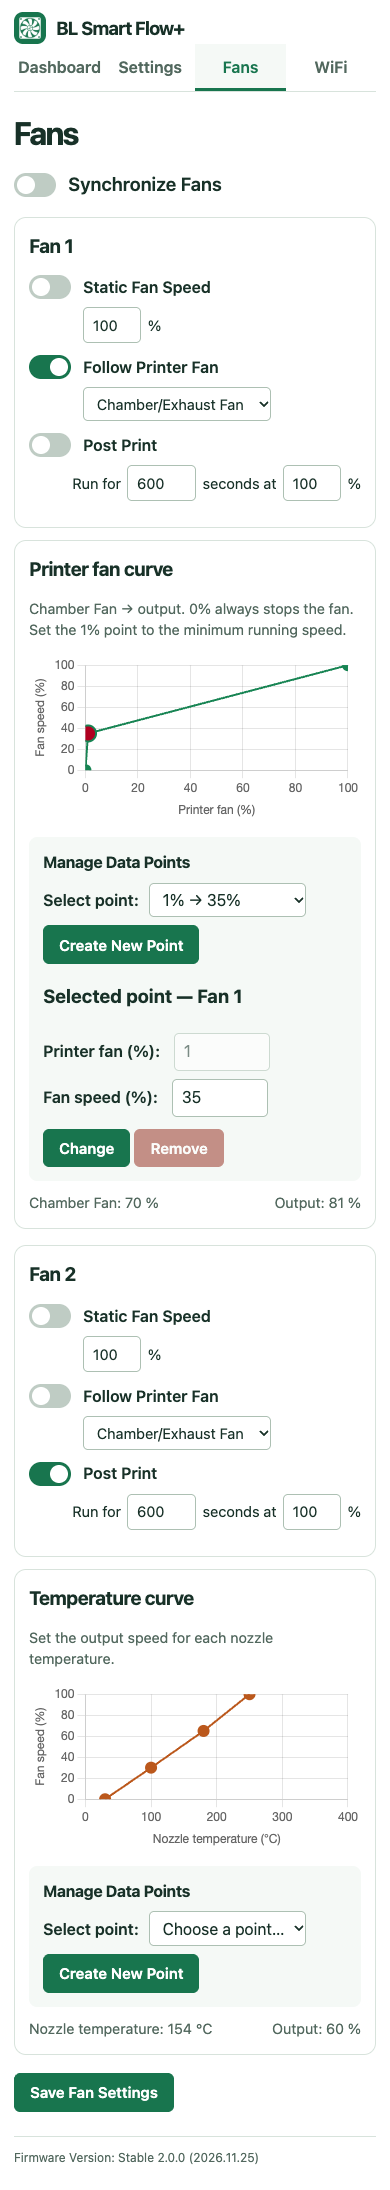 BL Smart Flow+
Dashboard Settings Fans WiFi
Fans
Synchronize Fans
Fan 1
Static Fan Speed
100 %
Follow Printer Fan
Chamber/Exhaust Fan
Post Print
Run for 600 seconds at 100 %
Printer fan curve
Chamber Fan → output. 0% always stops the fan.
Set the 1% point to the minimum running speed.
Fan speed (%)
100
80
60
40
20
0
0 20 40 60 80 100
Printer fan (%)
Manage Data Points
Select point: 1% → 35%
Create New Point
Selected point — Fan 1
Printer fan (%): 1
Fan speed (%): 35
Change Remove
Chamber Fan: 70 % Output: 81 %
Fan 2
Static Fan Speed
100 %
Follow Printer Fan
Chamber/Exhaust Fan
Post Print
Run for 600 seconds at 100 %
Temperature curve
Set the output speed for each nozzle
temperature.
Fan speed (%)
100
80
60
40
20
0
0 100 200 300 400
Nozzle temperature (°C)
Manage Data Points
Select point: Choose a point...
Create New Point
Nozzle temperature: 154 °C Output: 60 %
Save Fan Settings
Firmware Version: Stable 2.0.0 (2026.11.25)